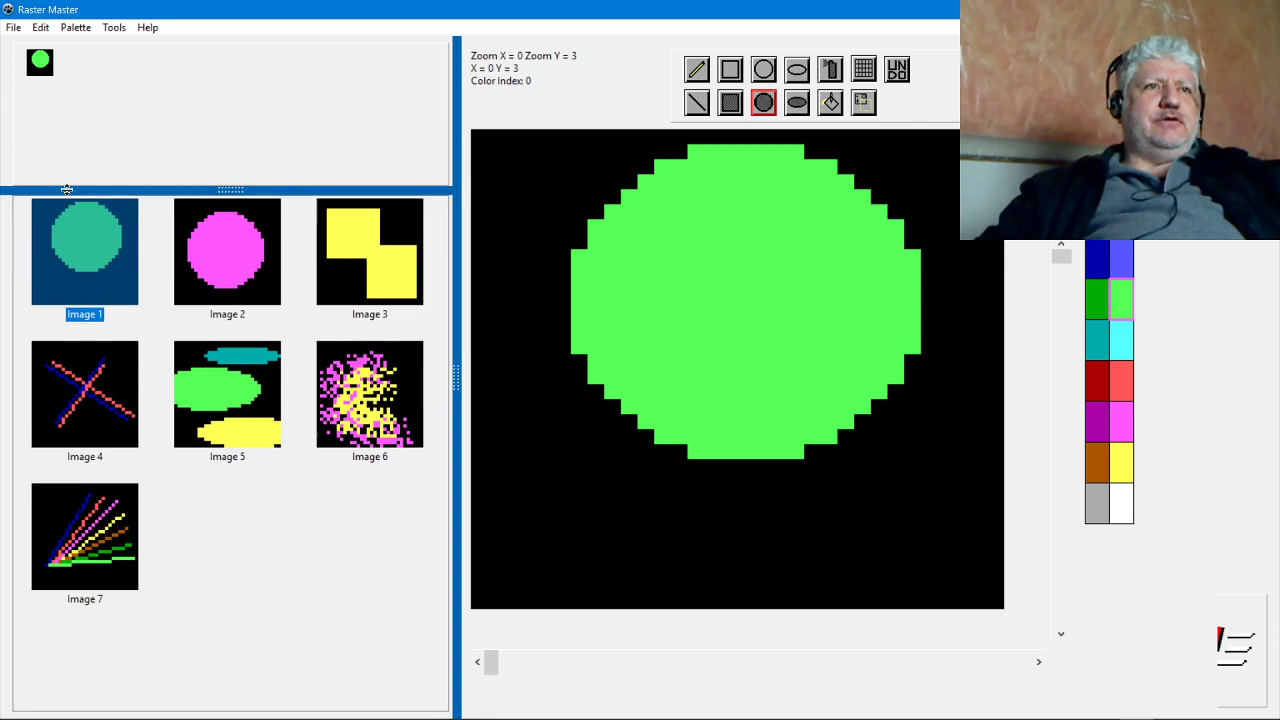 Raster Master
File Edit Palette Tools Help
Zoom X = 0 Zoom Y = 3
X = 0 Y = 3
Color Index: 0
UN
DO
Image 1 Image 2 Image 3
Image 4 Image 5 Image 6
Image 7